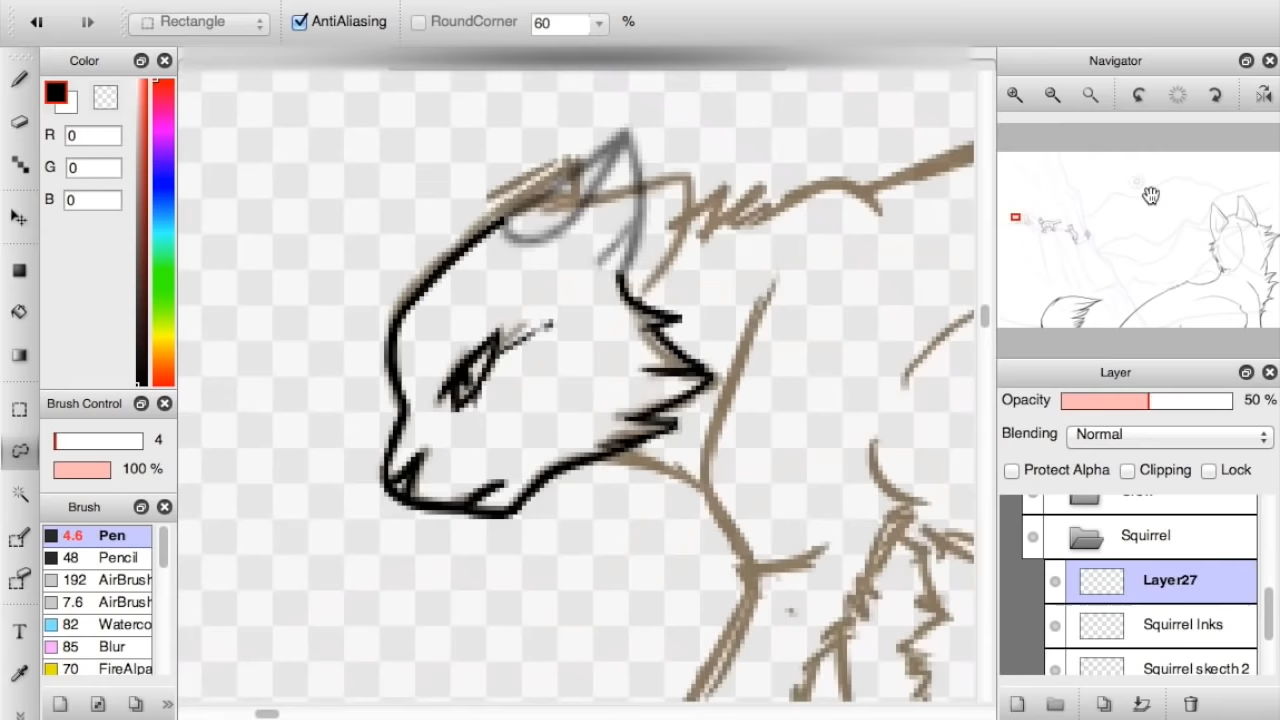 Rectangle AntiAliasing RoundCorner 60 %
Color
R 0
G 0
B 0
Brush Control
4
100 %
Brush
4.6 Pen
48 Pencil
192 AirBrush
7.6 AirBrush
82 Waterco
85 Blur
70 FireAlpa
T
Navigator
Layer
Opacity 50 %
Blending Normal
Protect Alpha Clipping Lock
Squirrel
Layer27
Squirrel Inks
Squirrel skecth 2